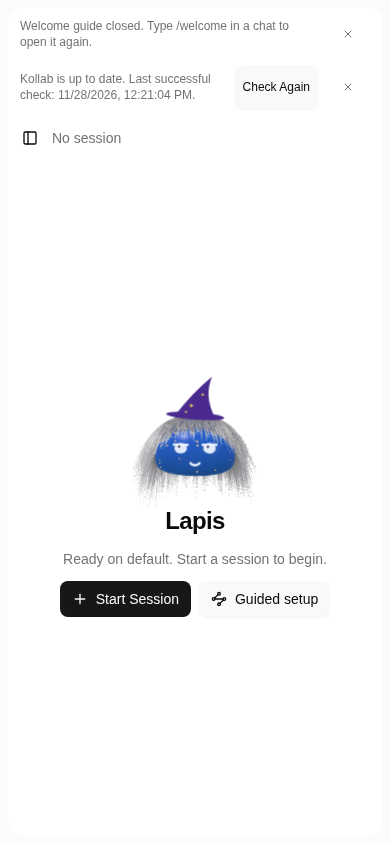 Welcome guide closed. Type /welcome in a chat to
open it again.
Kollab is up to date. Last successful
check: 11/28/2026, 12:21:04 PM.
Check Again
No session
Lapis
Ready on default. Start a session to begin.
Start Session
Guided setup